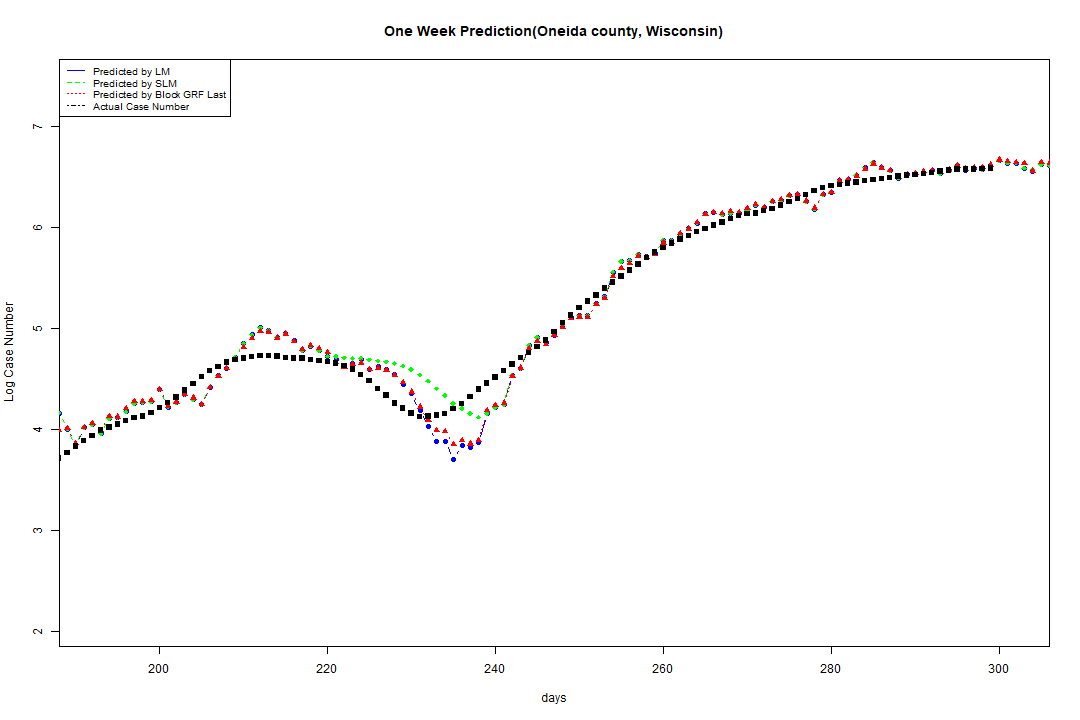 One Week Prediction(Oneida county, Wisconsin)
Predicted by LM
Predicted by SLM
Predicted by Block GRF Last
Actual Case Number
Log Case Number
7
6
5
4
3
2
200 220 240 260 280 300
days